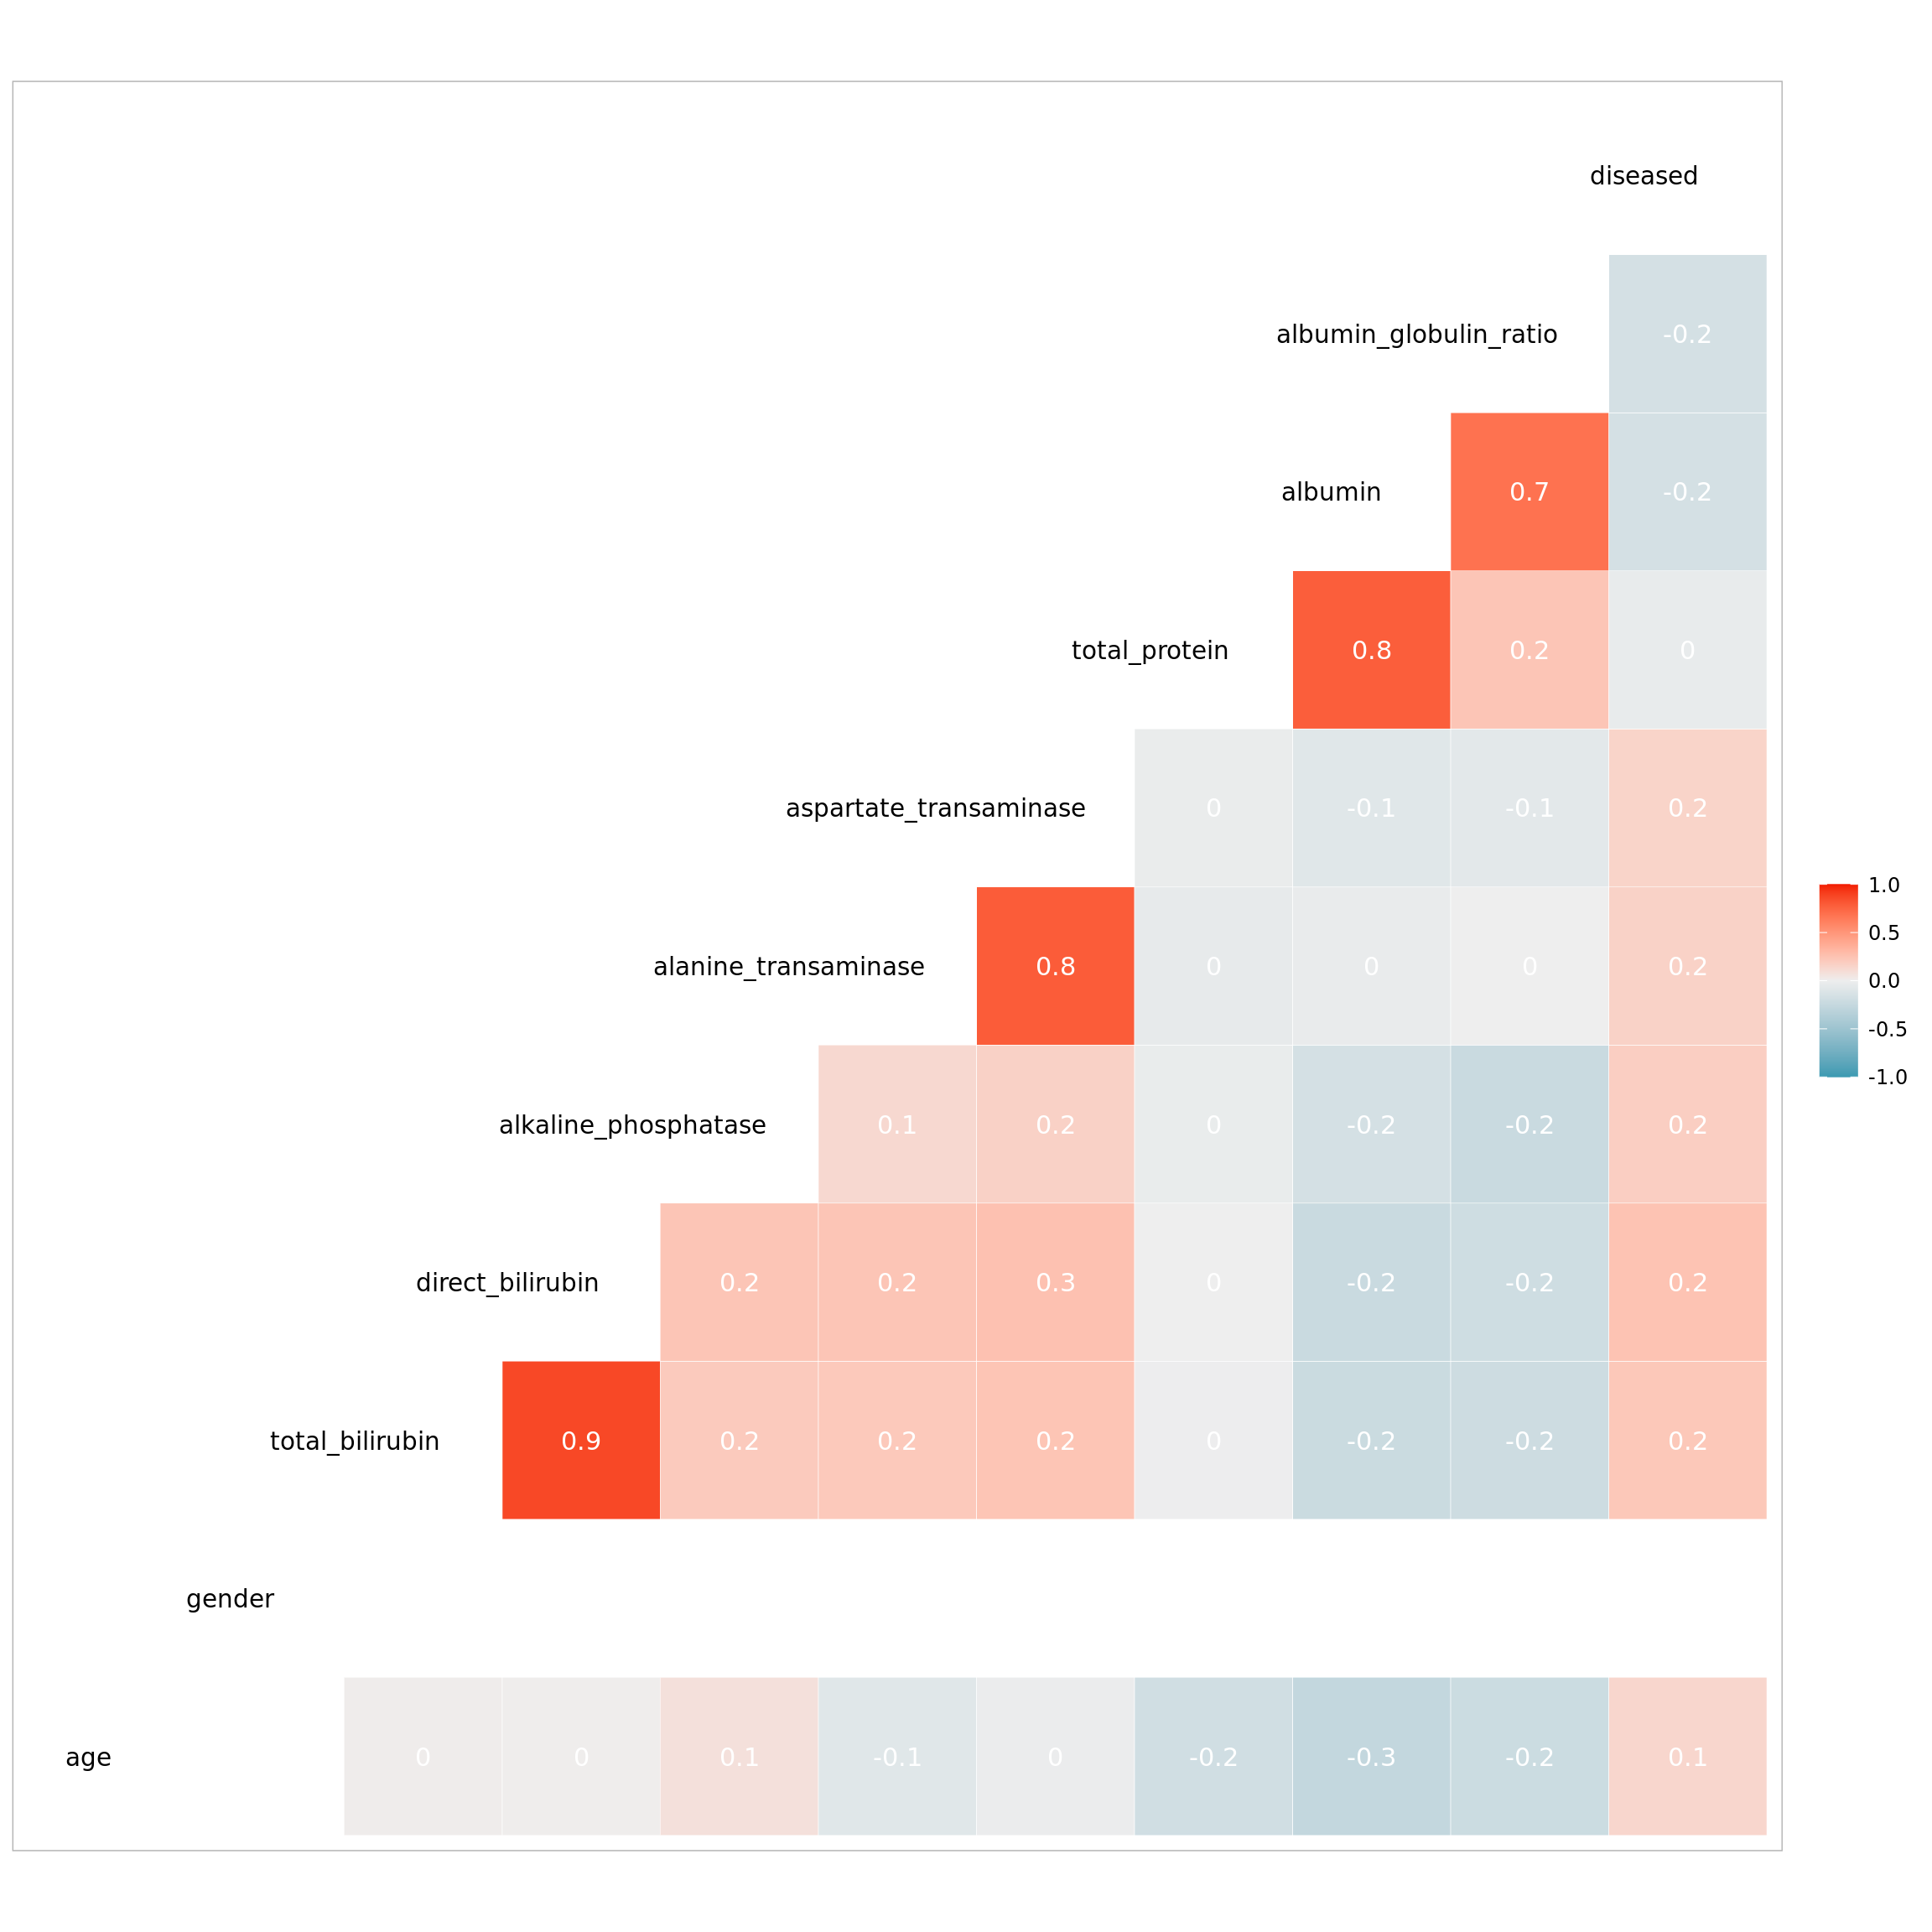 diseased
albumin_globulin_ratio -0.2
albumin 0.7 -0.2
total_protein 0.8 0.2 0
aspartate_transaminase 0 -0.1 -0.1 0.2
alanine_transaminase 0.8 0 0 0 0.2
alkaline_phosphatase 0.1 0.2 0 -0.2 -0.2 0.2
direct_bilirubin 0.2 0.2 0.3 0 -0.2 -0.2 0.2
total_bilirubin 0.9 0.2 0.2 0.2 0 -0.2 -0.2 0.2
gender
age 0 0 0.1 -0.1 0 -0.2 -0.3 -0.2 0.1
1.0
0.5
0.0
-0.5
-1.0